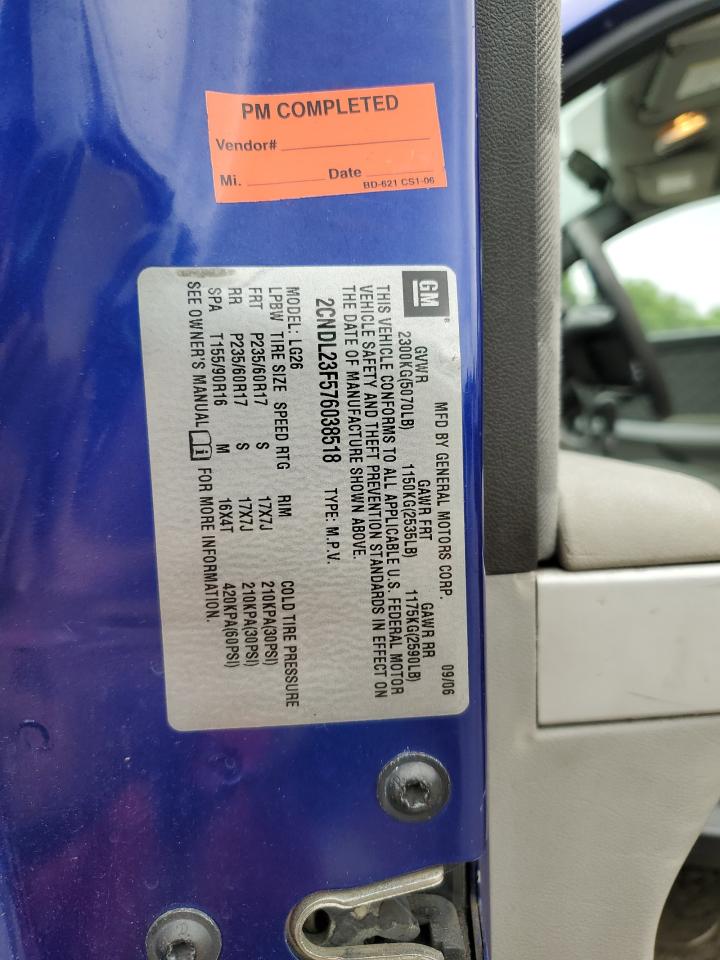 PM COMPLETED
Vendor#
Mi. Date
BD-621 CS1-06
GM ® MFD BY GENERAL MOTORS CORP. 09/06
GVWR GAWR FRT GAWR RR
2300KG(5070LB) 1150KG(2535LB) 1175KG(2590LB)
THIS VEHICLE CONFORMS TO ALL APPLICABLE U.S. FEDERAL MOTOR
VEHICLE SAFETY AND THEFT PREVENTION STANDARDS IN EFFECT ON
THE DATE OF MANUFACTURE SHOWN ABOVE.
2CNDL23F576038518 TYPE: M.P.V.
MODEL: LG26
LPBW TIRE SIZE SPEED RTG RIM COLD TIRE PRESSURE
FRT P235/60R17 S 17X7J 210KPA(30PSI)
RR P235/60R17 S 17X7J 210KPA(30PSI)
SPA T155/90R16 M 16X4T 420KPA(60PSI)
SEE OWNER'S MANUAL i FOR MORE INFORMATION.